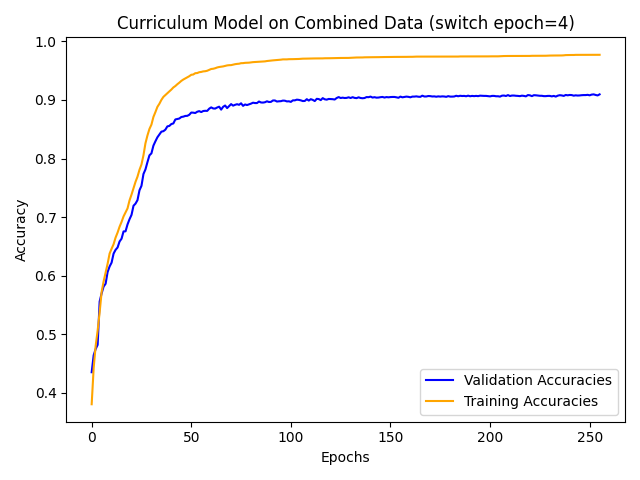 Curriculum Model on Combined Data (switch epoch=4)
1.0
0.9
0.8
0.7
0.6
0.5
0.4
Accuracy
Validation Accuracies
Training Accuracies
0 50 100 150 200 250
Epochs